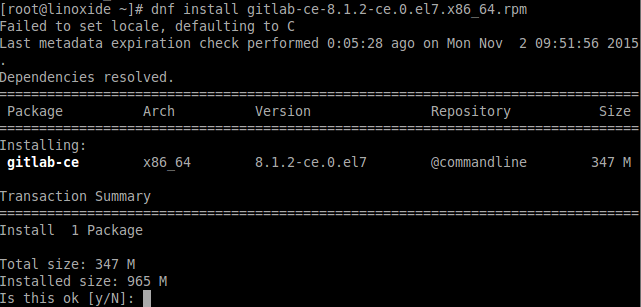 [root@linoxide ~]# dnf install gitlab-ce-8.1.2-ce.0.el7.x86_64.rpm
Failed to set locale, defaulting to C
Last metadata expiration check performed 0:05:28 ago on Mon Nov  2 09:51:56 2015
.
Dependencies resolved.
================================================================================
 Package          Arch          Version               Repository           Size
================================================================================
Installing:
 gitlab-ce        x86_64        8.1.2-ce.0.el7        @commandline        347 M

Transaction Summary
================================================================================
Install  1 Package

Total size: 347 M
Installed size: 965 M
Is this ok [y/N]: